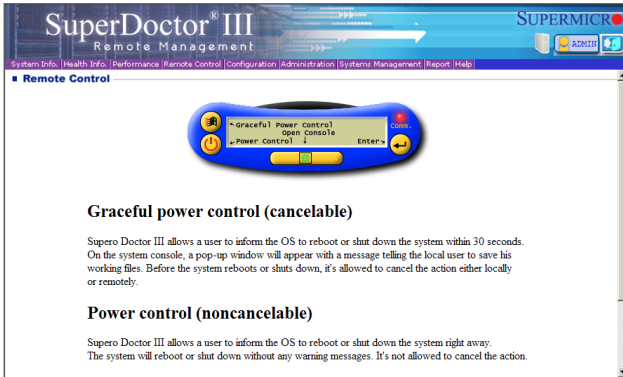 SuperDoctor® III
Remote Management
SUPERMICR
ADMIN
System Info. Health Info. Performance Remote Control Configuration Administration Systems Management Report Help
Remote Control
Graceful Power Control
Open Console
Power Control
Enter
Comm.
Graceful power control (cancelable)
Supero Doctor III allows a user to inform the OS to reboot or shut down the system within 30 seconds.
On the system console, a pop-up window will appear with a message telling the local user to save his
working files. Before the system reboots or shuts down, it's allowed to cancel the action either locally
or remotely.
Power control (noncancelable)
Supero Doctor III allows a user to inform the OS to reboot or shut down the system right away.
The system will reboot or shut down without any warning messages. It's not allowed to cancel the action.